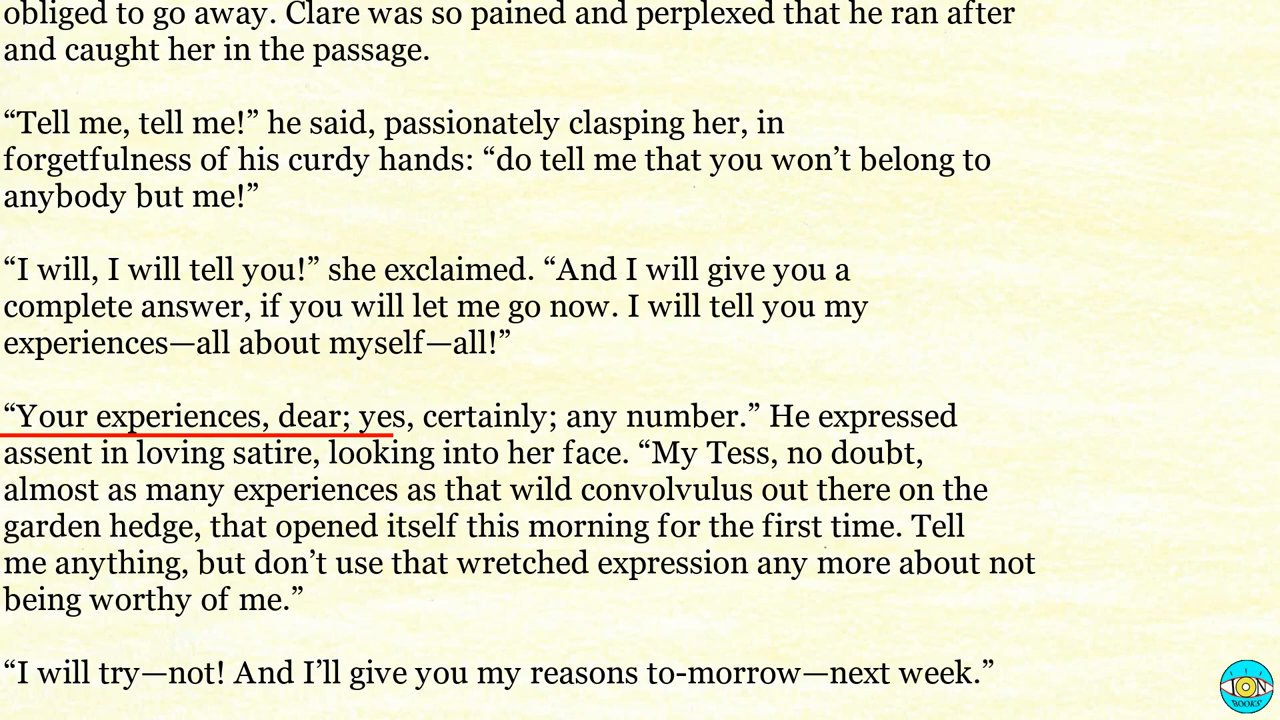 obliged to go away. Clare was so pained and perplexed that he ran after
and caught her in the passage.
“Tell me, tell me!” he said, passionately clasping her, in
forgetfulness of his curdy hands: “do tell me that you won’t belong to
anybody but me!”
“I will, I will tell you!” she exclaimed. “And I will give you a
complete answer, if you will let me go now. I will tell you my
experiences—all about myself—all!”
“Your experiences, dear; yes, certainly; any number.” He expressed
assent in loving satire, looking into her face. “My Tess, no doubt,
almost as many experiences as that wild convolvulus out there on the
garden hedge, that opened itself this morning for the first time. Tell
me anything, but don’t use that wretched expression any more about not
being worthy of me.”
“I will try—not! And I’ll give you my reasons to-morrow—next week.”
ION
BOOKS